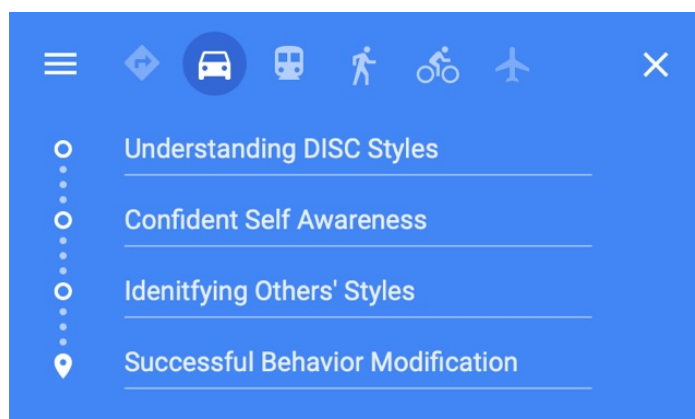 Understanding DISC Styles
Confident Self Awareness
Idenitfying Others' Styles
Successful Behavior Modification